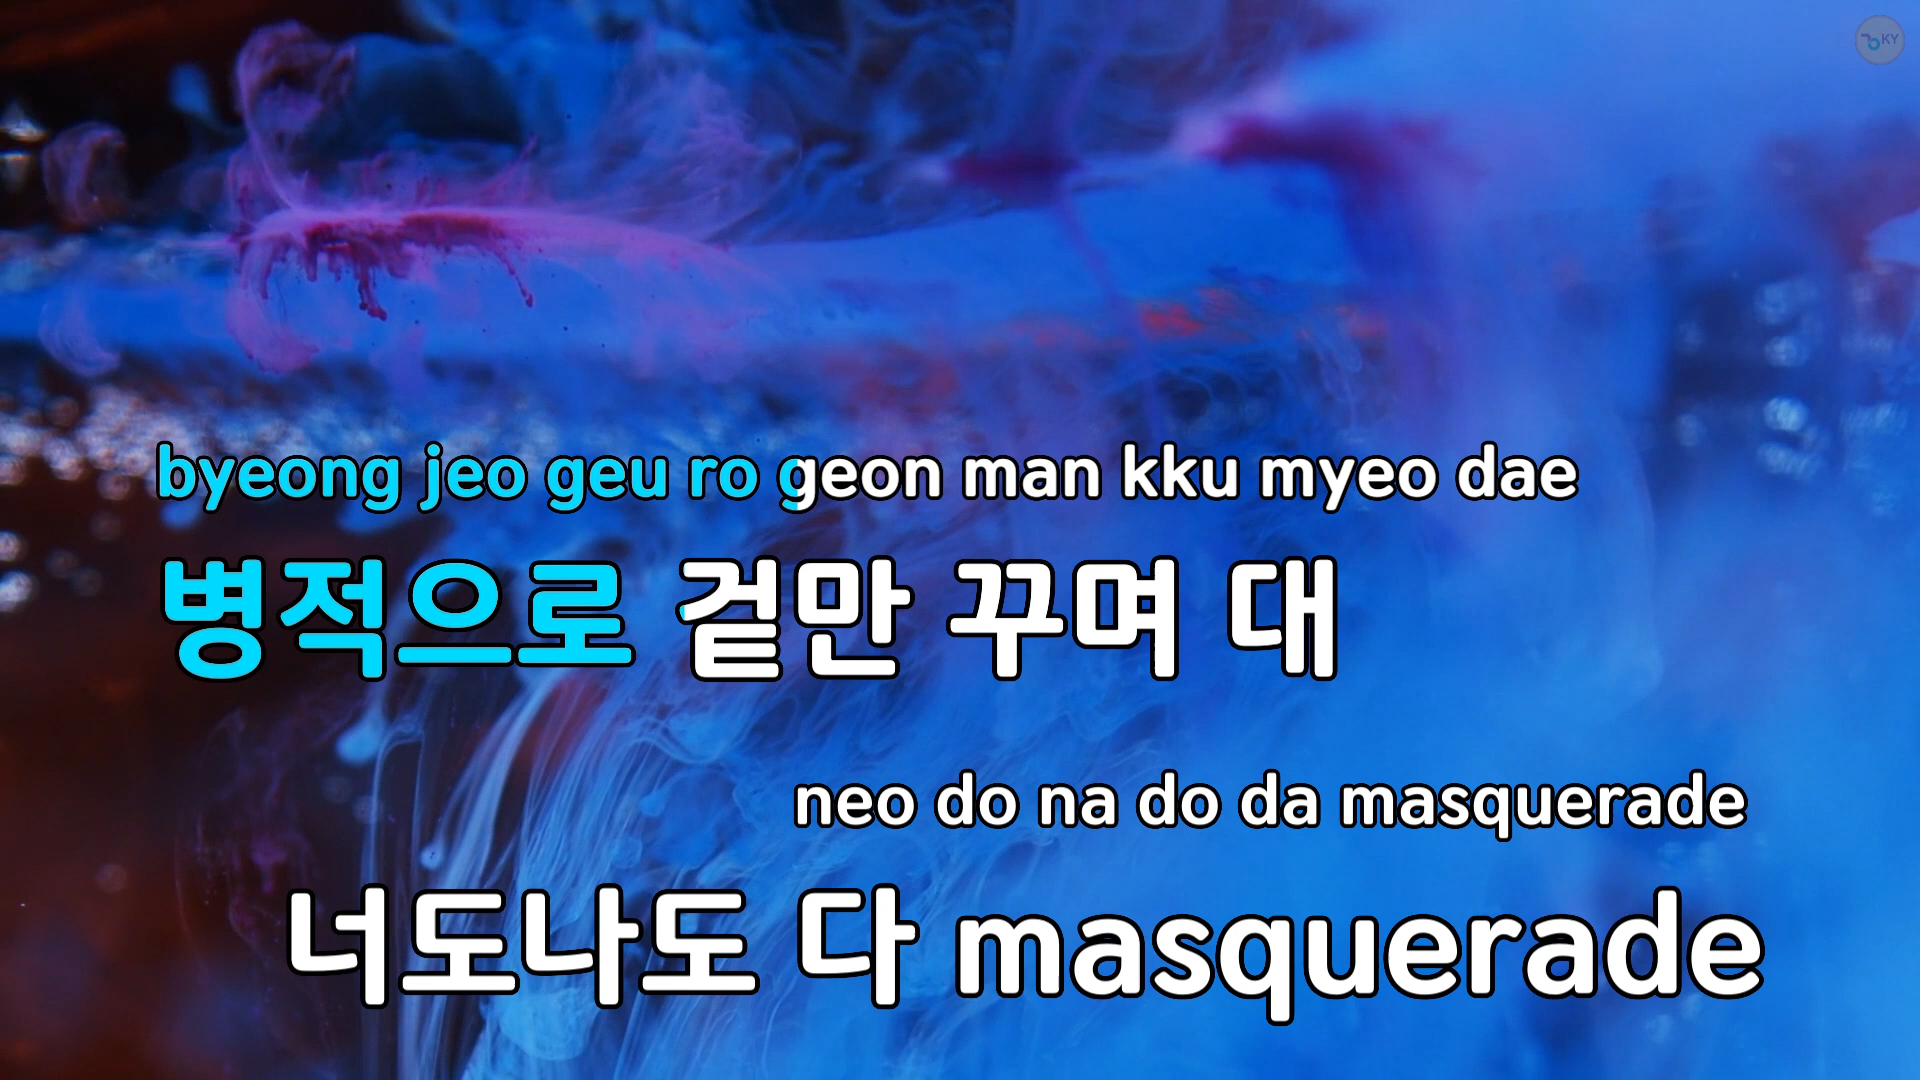 KY
byeong jeo geu ro geon man kku myeo dae
병적으로 겉만 꾸며 대
neo do na do da masquerade
너도나도 다 masquerade